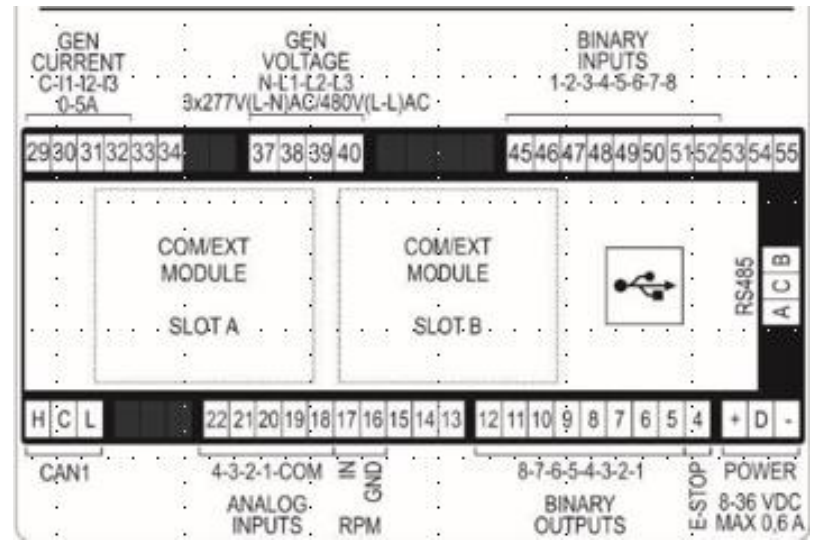 GEN
CURRENT
C-I1-I2-I3
0-5A
GEN
VOLTAGE
N-L1-L2-L3
3x277V(L-N)AC/480V(L-L)AC
BINARY
INPUTS
1-2-3-4-5-6-7-8
29 30 31 32 33 34 37 38 39 40 45 46 47 48 49 50 51 52 53 54 55
COM/EXT
MODULE
SLOT A
COM/EXT
MODULE
SLOT B
RS485
A C B
H C L 22 21 20 19 18 17 16 15 14 13 12 11 10 9 8 7 6 5 4 + D -
CAN1
4-3-2-1-COM
ANALOG
INPUTS
IN
GND
RPM
8-7-6-5-4-3-2-1
BINARY
OUTPUTS
E-STOP
POWER
8-36 VDC
MAX 0,6 A